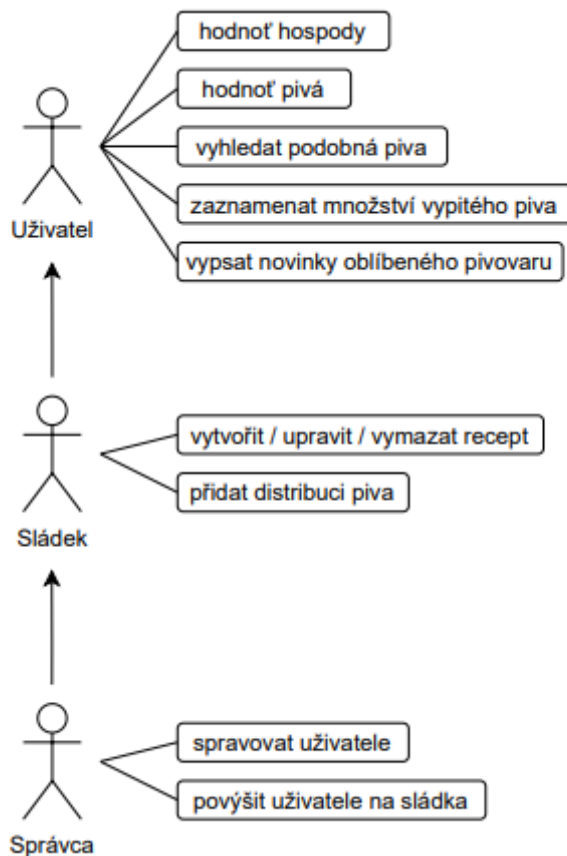 hodnoť hospody
hodnoť pivá
vyhledat podobná piva
zaznamenat množství vypitého piva
vypsat novinky oblíbeného pivovaru
Uživatel
vytvořit / upravit / vymazat recept
přidat distribuci piva
Sládek
spravovat uživatele
povýšit uživatele na sládka
Správca